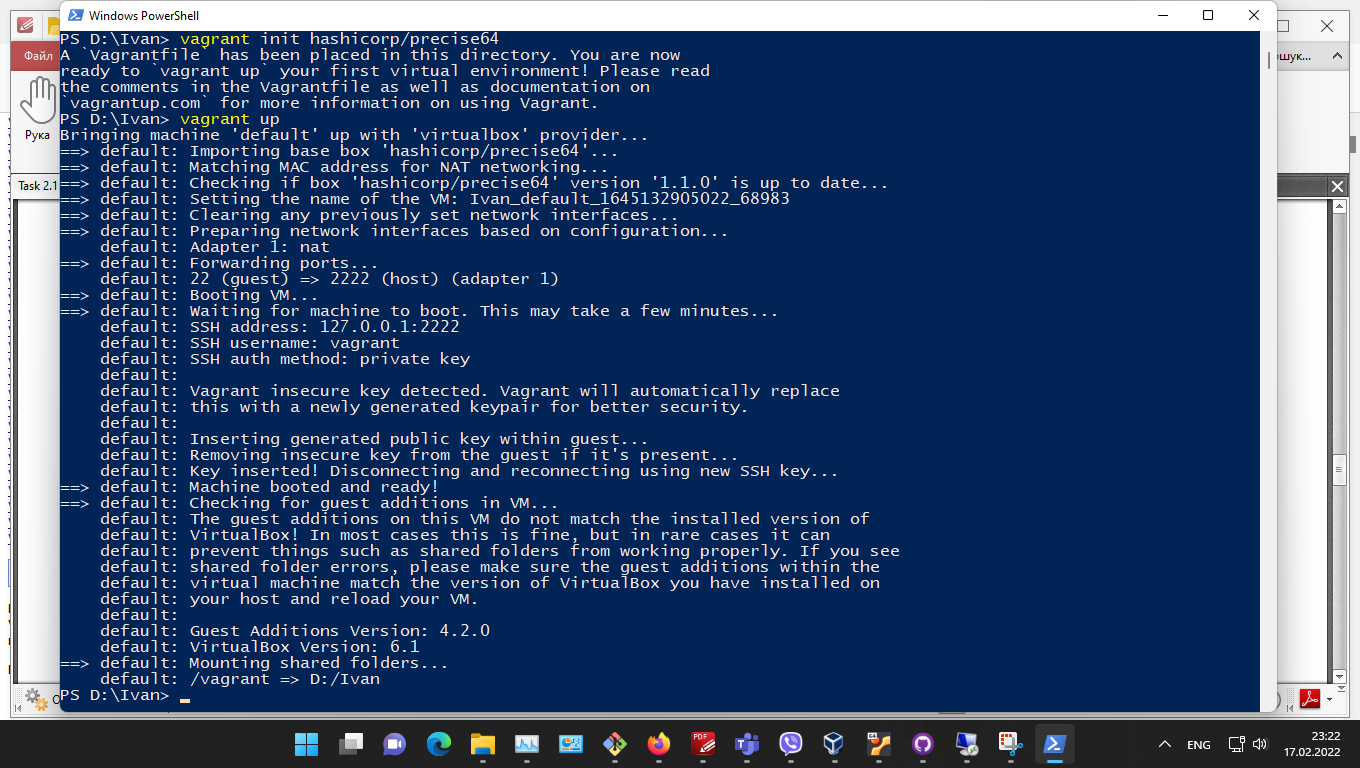 Windows PowerShell
PS D:\Ivan> vagrant init hashicorp/precise64
A `Vagrantfile` has been placed in this directory. You are now
ready to `vagrant up` your first virtual environment! Please read
the comments in the Vagrantfile as well as documentation on
`vagrantup.com` for more information on using Vagrant.
PS D:\Ivan> vagrant up
Bringing machine 'default' up with 'virtualbox' provider...
==> default: Importing base box 'hashicorp/precise64'...
==> default: Matching MAC address for NAT networking...
==> default: Checking if box 'hashicorp/precise64' version '1.1.0' is up to date...
==> default: Setting the name of the VM: Ivan_default_1645132905022_68983
==> default: Clearing any previously set network interfaces...
==> default: Preparing network interfaces based on configuration...
default: Adapter 1: nat
==> default: Forwarding ports...
default: 22 (guest) => 2222 (host) (adapter 1)
==> default: Booting VM...
==> default: Waiting for machine to boot. This may take a few minutes...
default: SSH address: 127.0.0.1:2222
default: SSH username: vagrant
default: SSH auth method: private key
default:
default: Vagrant insecure key detected. Vagrant will automatically replace
default: this with a newly generated keypair for better security.
default:
default: Inserting generated public key within guest...
default: Removing insecure key from the guest if it's present...
default: Key inserted! Disconnecting and reconnecting using new SSH key...
==> default: Machine booted and ready!
==> default: Checking for guest additions in VM...
default: The guest additions on this VM do not match the installed version of
default: VirtualBox! In most cases this is fine, but in rare cases it can
default: prevent things such as shared folders from working properly. If you see
default: shared folder errors, please make sure the guest additions within the
default: virtual machine match the version of VirtualBox you have installed on
default: your host and reload your VM.
default:
default: Guest Additions Version: 4.2.0
default: VirtualBox Version: 6.1
==> default: Mounting shared folders...
default: /vagrant => D:/Ivan
PS D:\Ivan>
Файл
Рука
Task 2.1
шук...
PDF
ENG
23:22
17.02.2022